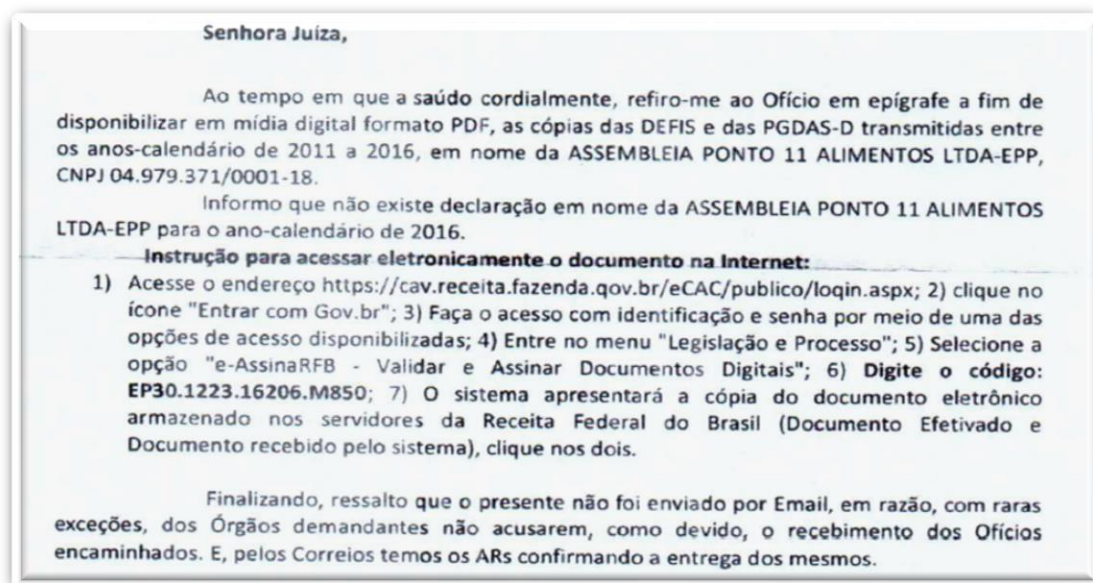 Senhora Juíza,
Ao tempo em que a saúdo cordialmente, refiro-me ao Ofício em epígrafe a fim de
disponibilizar em mídia digital formato PDF, as cópias das DEFIS e das PGDAS-D transmitidas entre
os anos-calendário de 2011 a 2016, em nome da ASSEMBLEIA PONTO 11 ALIMENTOS LTDA-EPP,
CNPJ 04.979.371/0001-18.
Informo que não existe declaração em nome da ASSEMBLEIA PONTO 11 ALIMENTOS
LTDA-EPP para o ano-calendário de 2016.
Instrução para acessar eletronicamente o documento na Internet:
1) Acesse o endereço https://cav.receita.fazenda.gov.br/eCAC/publico/login.aspx; 2) clique no
ícone "Entrar com Gov.br"; 3) Faça o acesso com identificação e senha por meio de uma das
opções de acesso disponibilizadas; 4) Entre no menu "Legislação e Processo"; 5) Selecione a
opção "e-AssinaRFB - Validar e Assinar Documentos Digitais"; 6) Digite o código:
EP30.1223.16206.M850; 7) O sistema apresentará a cópia do documento eletrônico
armazenado nos servidores da Receita Federal do Brasil (Documento Efetivado e
Documento recebido pelo sistema), clique nos dois.
Finalizando, ressalto que o presente não foi enviado por Email, em razão, com raras
exceções, dos Órgãos demandantes não acusarem, como devido, o recebimento dos Ofícios
encaminhados. E, pelos Correios temos os ARs confirmando a entrega dos mesmos.